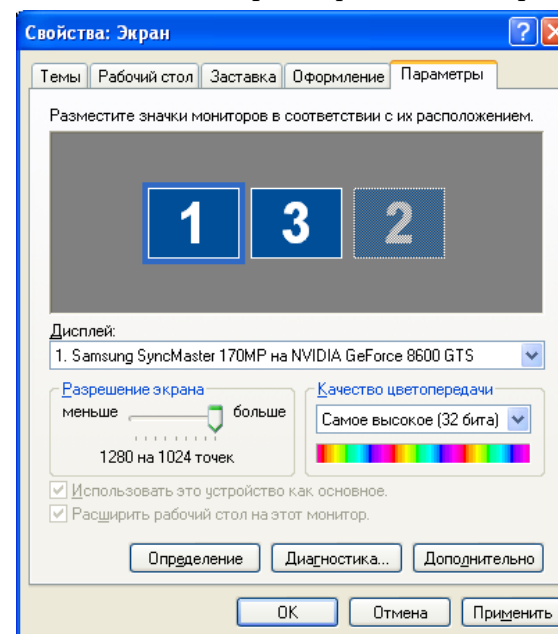 Свойства: Экран
Темы Рабочий стол Заставка Оформление Параметры
Разместите значки мониторов в соответствии с их расположением.
1 3 2
Дисплей:
1. Samsung SyncMaster 170MP на NVIDIA GeForce 8600 GTS
Разрешение экрана
меньше больше
1280 на 1024 точек
Качество цветопередачи
Самое высокое (32 бита)
Использовать это устройство как основное.
Расширить рабочий стол на этот монитор.
Определение Диагностика... Дополнительно
ОК Отмена Применить